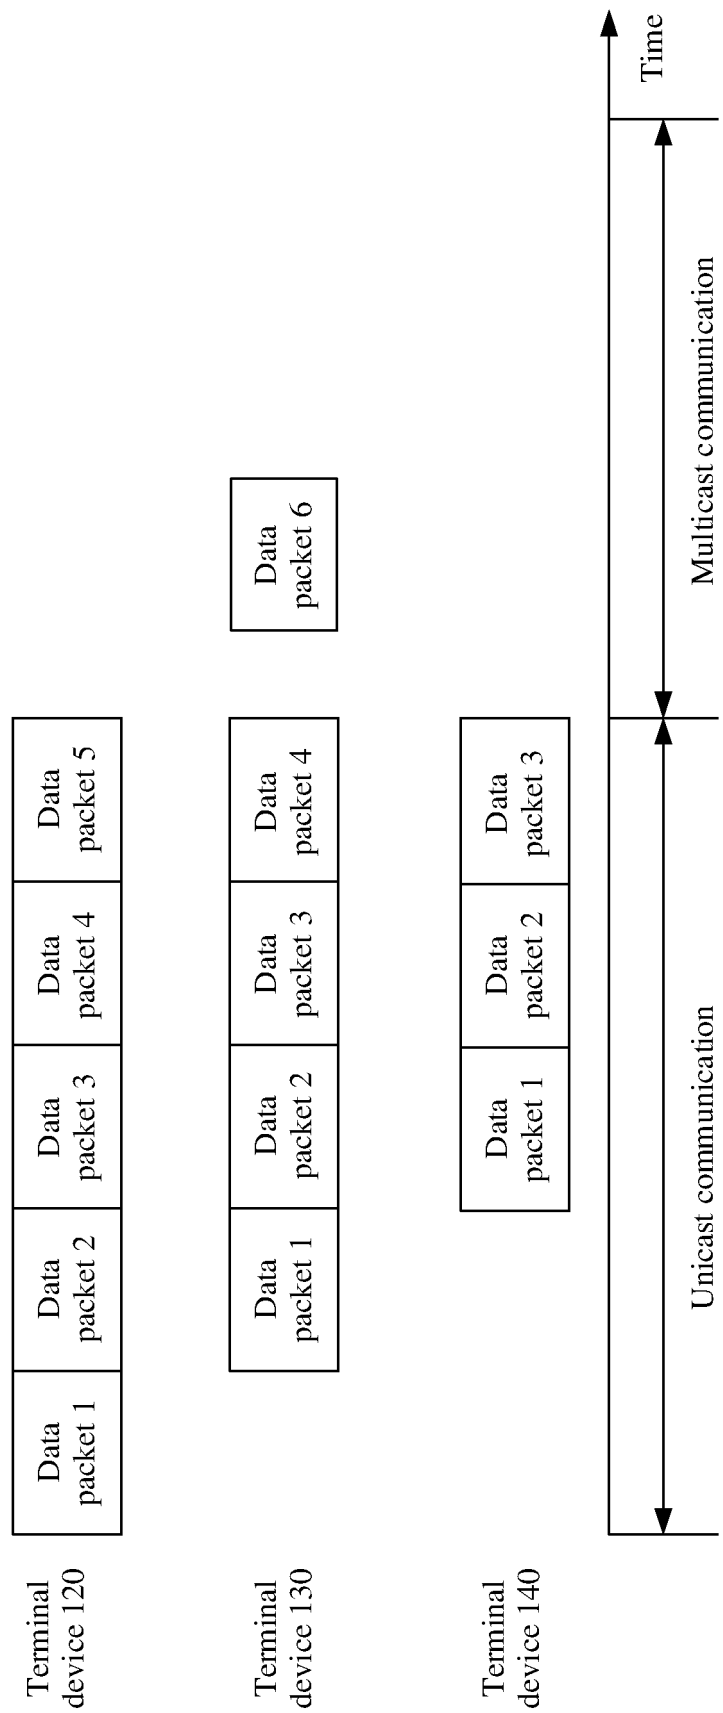 Terminal
device 120
Data
packet 1
Data
packet 2
Data
packet 3
Data
packet 4
Data
packet 5
Terminal
device 130
Data
packet 1
Data
packet 2
Data
packet 3
Data
packet 4
Data
packet 6
Terminal
device 140
Data
packet 1
Data
packet 2
Data
packet 3
Time
Unicast communication
Multicast communication